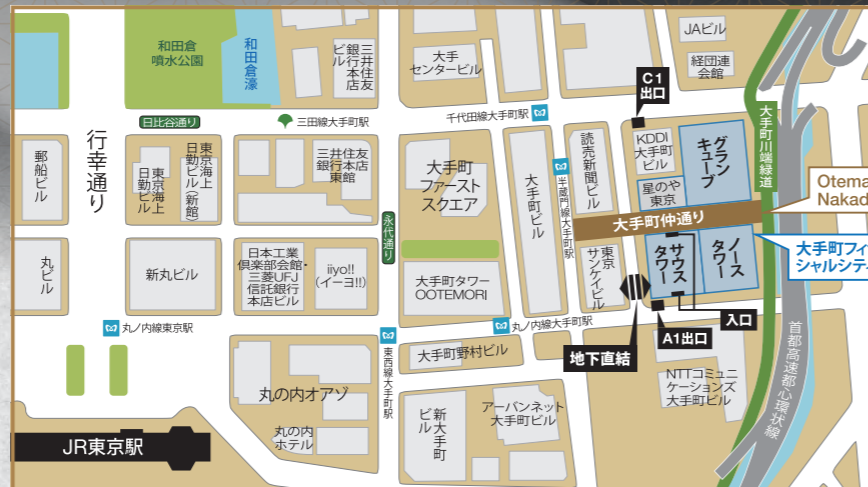 和田倉
噴水公園
和田倉濠
三井住友
銀行本店
ビル
大手
センタービル
JAビル
経団連
会館
C1
出口
日比谷通り
三田線大手町駅
千代田線大手町駅
大手町川端緑道
行幸通り
郵船ビル
東京海上
日動ビル
東京海上
日動ビル(新館)
三井住友
銀行本店
東館
大手町
ファースト
スクエア
大手町ビル
半蔵門線大手町駅
読売新聞ビル
KDDI
大手町
ビル
グラン
キューブ
星のや
東京
永代通り
大手町仲通り
Otema
Nakad
丸ビル
新丸ビル
日本工業
倶楽部会館・
三菱UFJ
信託銀行
本店ビル
iiyo!!
(イーヨ!!)
大手町タワー
OOTEMORI
東京
サンケイビル
サウス
タワー
ノース
タワー
大手町フィ
シャルシテ
丸ノ内線東京駅
東西線大手町駅
丸ノ内線大手町駅
入口
A1出口
地下直結
首都高速都心環状線
大手町野村ビル
丸の内オアゾ
丸の内
ホテル
新大手町
ビル
アーバンネット
大手町ビル
NTTコミュニ
ケーションズ
大手町ビル
JR東京駅